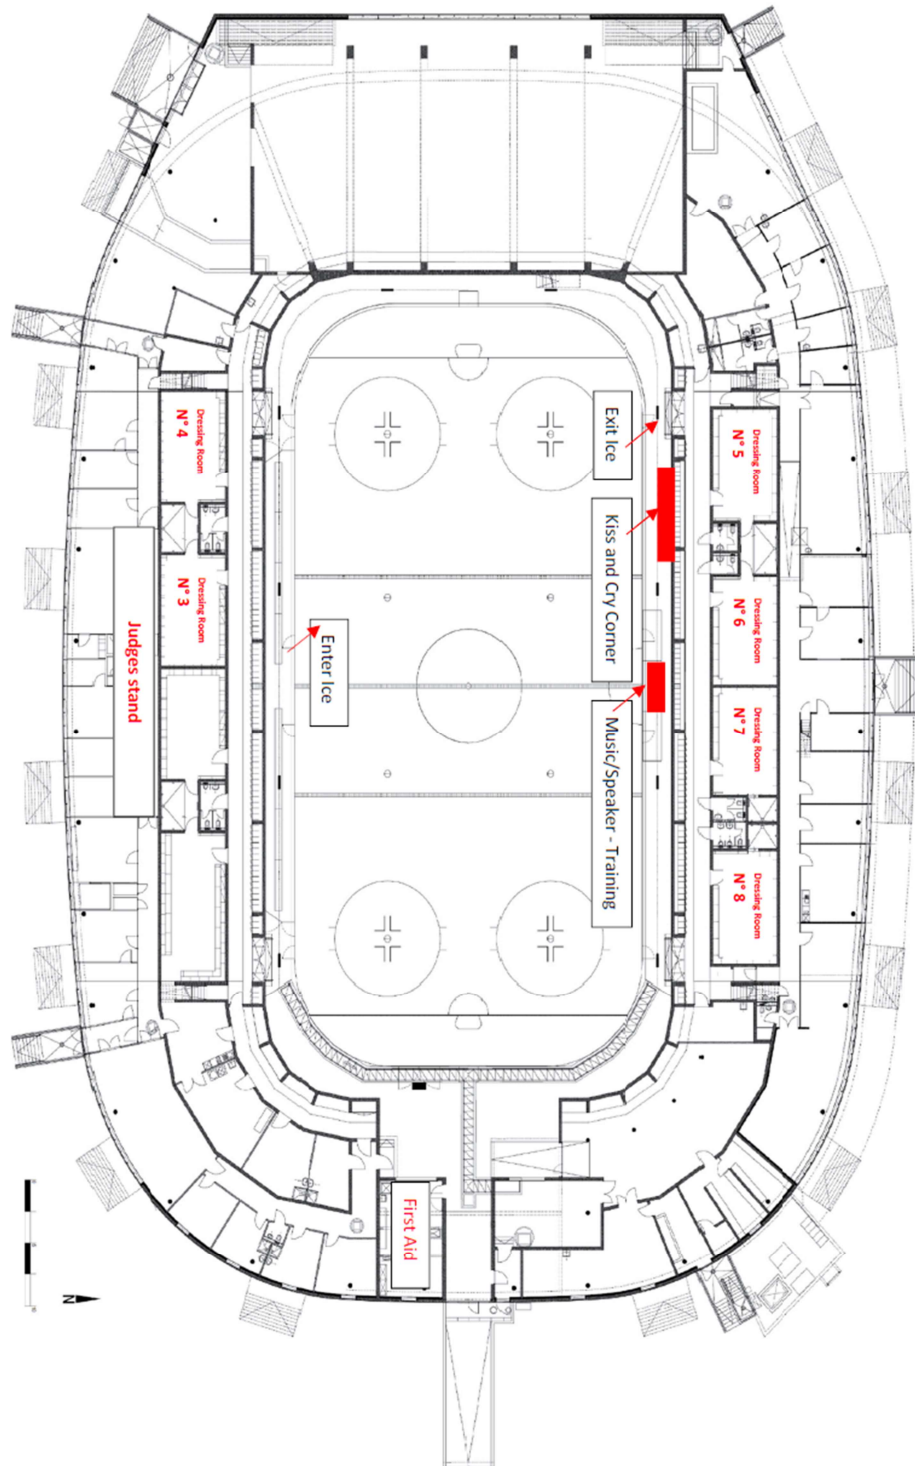 Dressing Room
N° 5
Dressing Room
N° 6
Dressing Room
N° 7
Dressing Room
N° 8
Exit Ice
Kiss and Cry Corner
Music/Speaker - Training
First Aid
Enter Ice
Dressing Room
N° 4
Dressing Room
N° 3
Judges stand
N